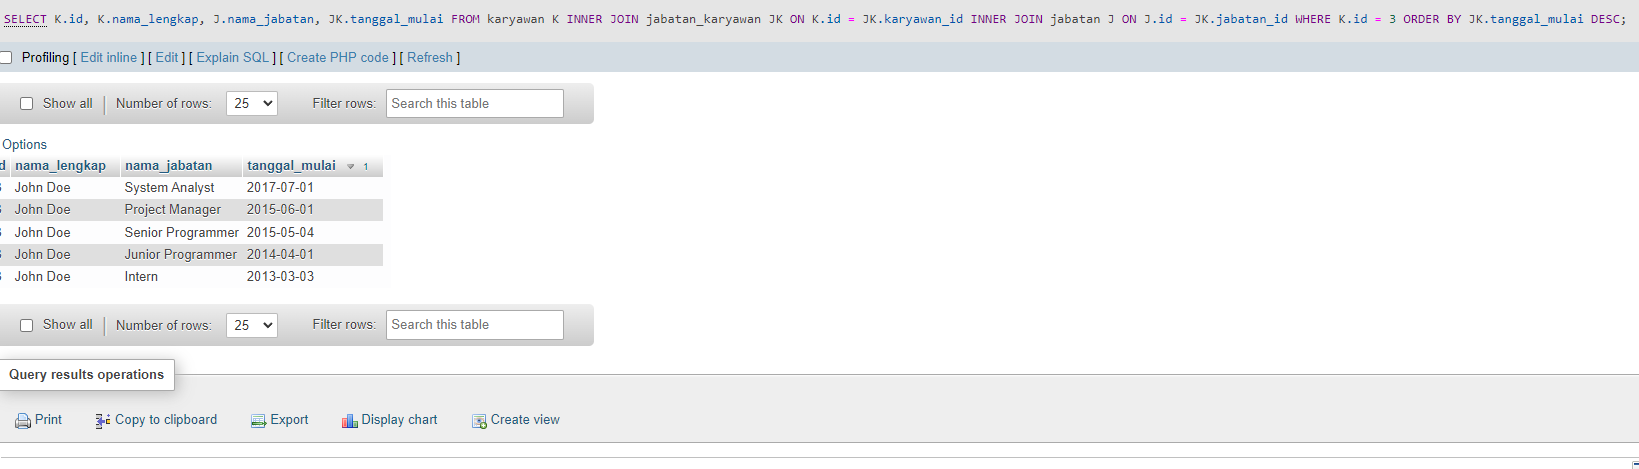 SELECT K.id, K.nama_lengkap, J.nama_jabatan, JK.tanggal_mulai FROM karyawan K INNER JOIN jabatan_karyawan JK ON K.id = JK.karyawan_id INNER JOIN jabatan J ON J.id = JK.jabatan_id WHERE K.id = 3 ORDER BY JK.tanggal_mulai DESC;
Profiling [ Edit inline ] [ Edit ] [ Explain SQL ] [ Create PHP code ] [ Refresh ]
Show all | Number of rows: 25 Filter rows: Search this table
Options
d nama_lengkap nama_jabatan tanggal_mulai 1
3 John Doe System Analyst 2017-07-01
3 John Doe Project Manager 2015-06-01
3 John Doe Senior Programmer 2015-05-04
3 John Doe Junior Programmer 2014-04-01
3 John Doe Intern 2013-03-03
Show all | Number of rows: 25 Filter rows: Search this table
Query results operations
Print Copy to clipboard Export Display chart Create view